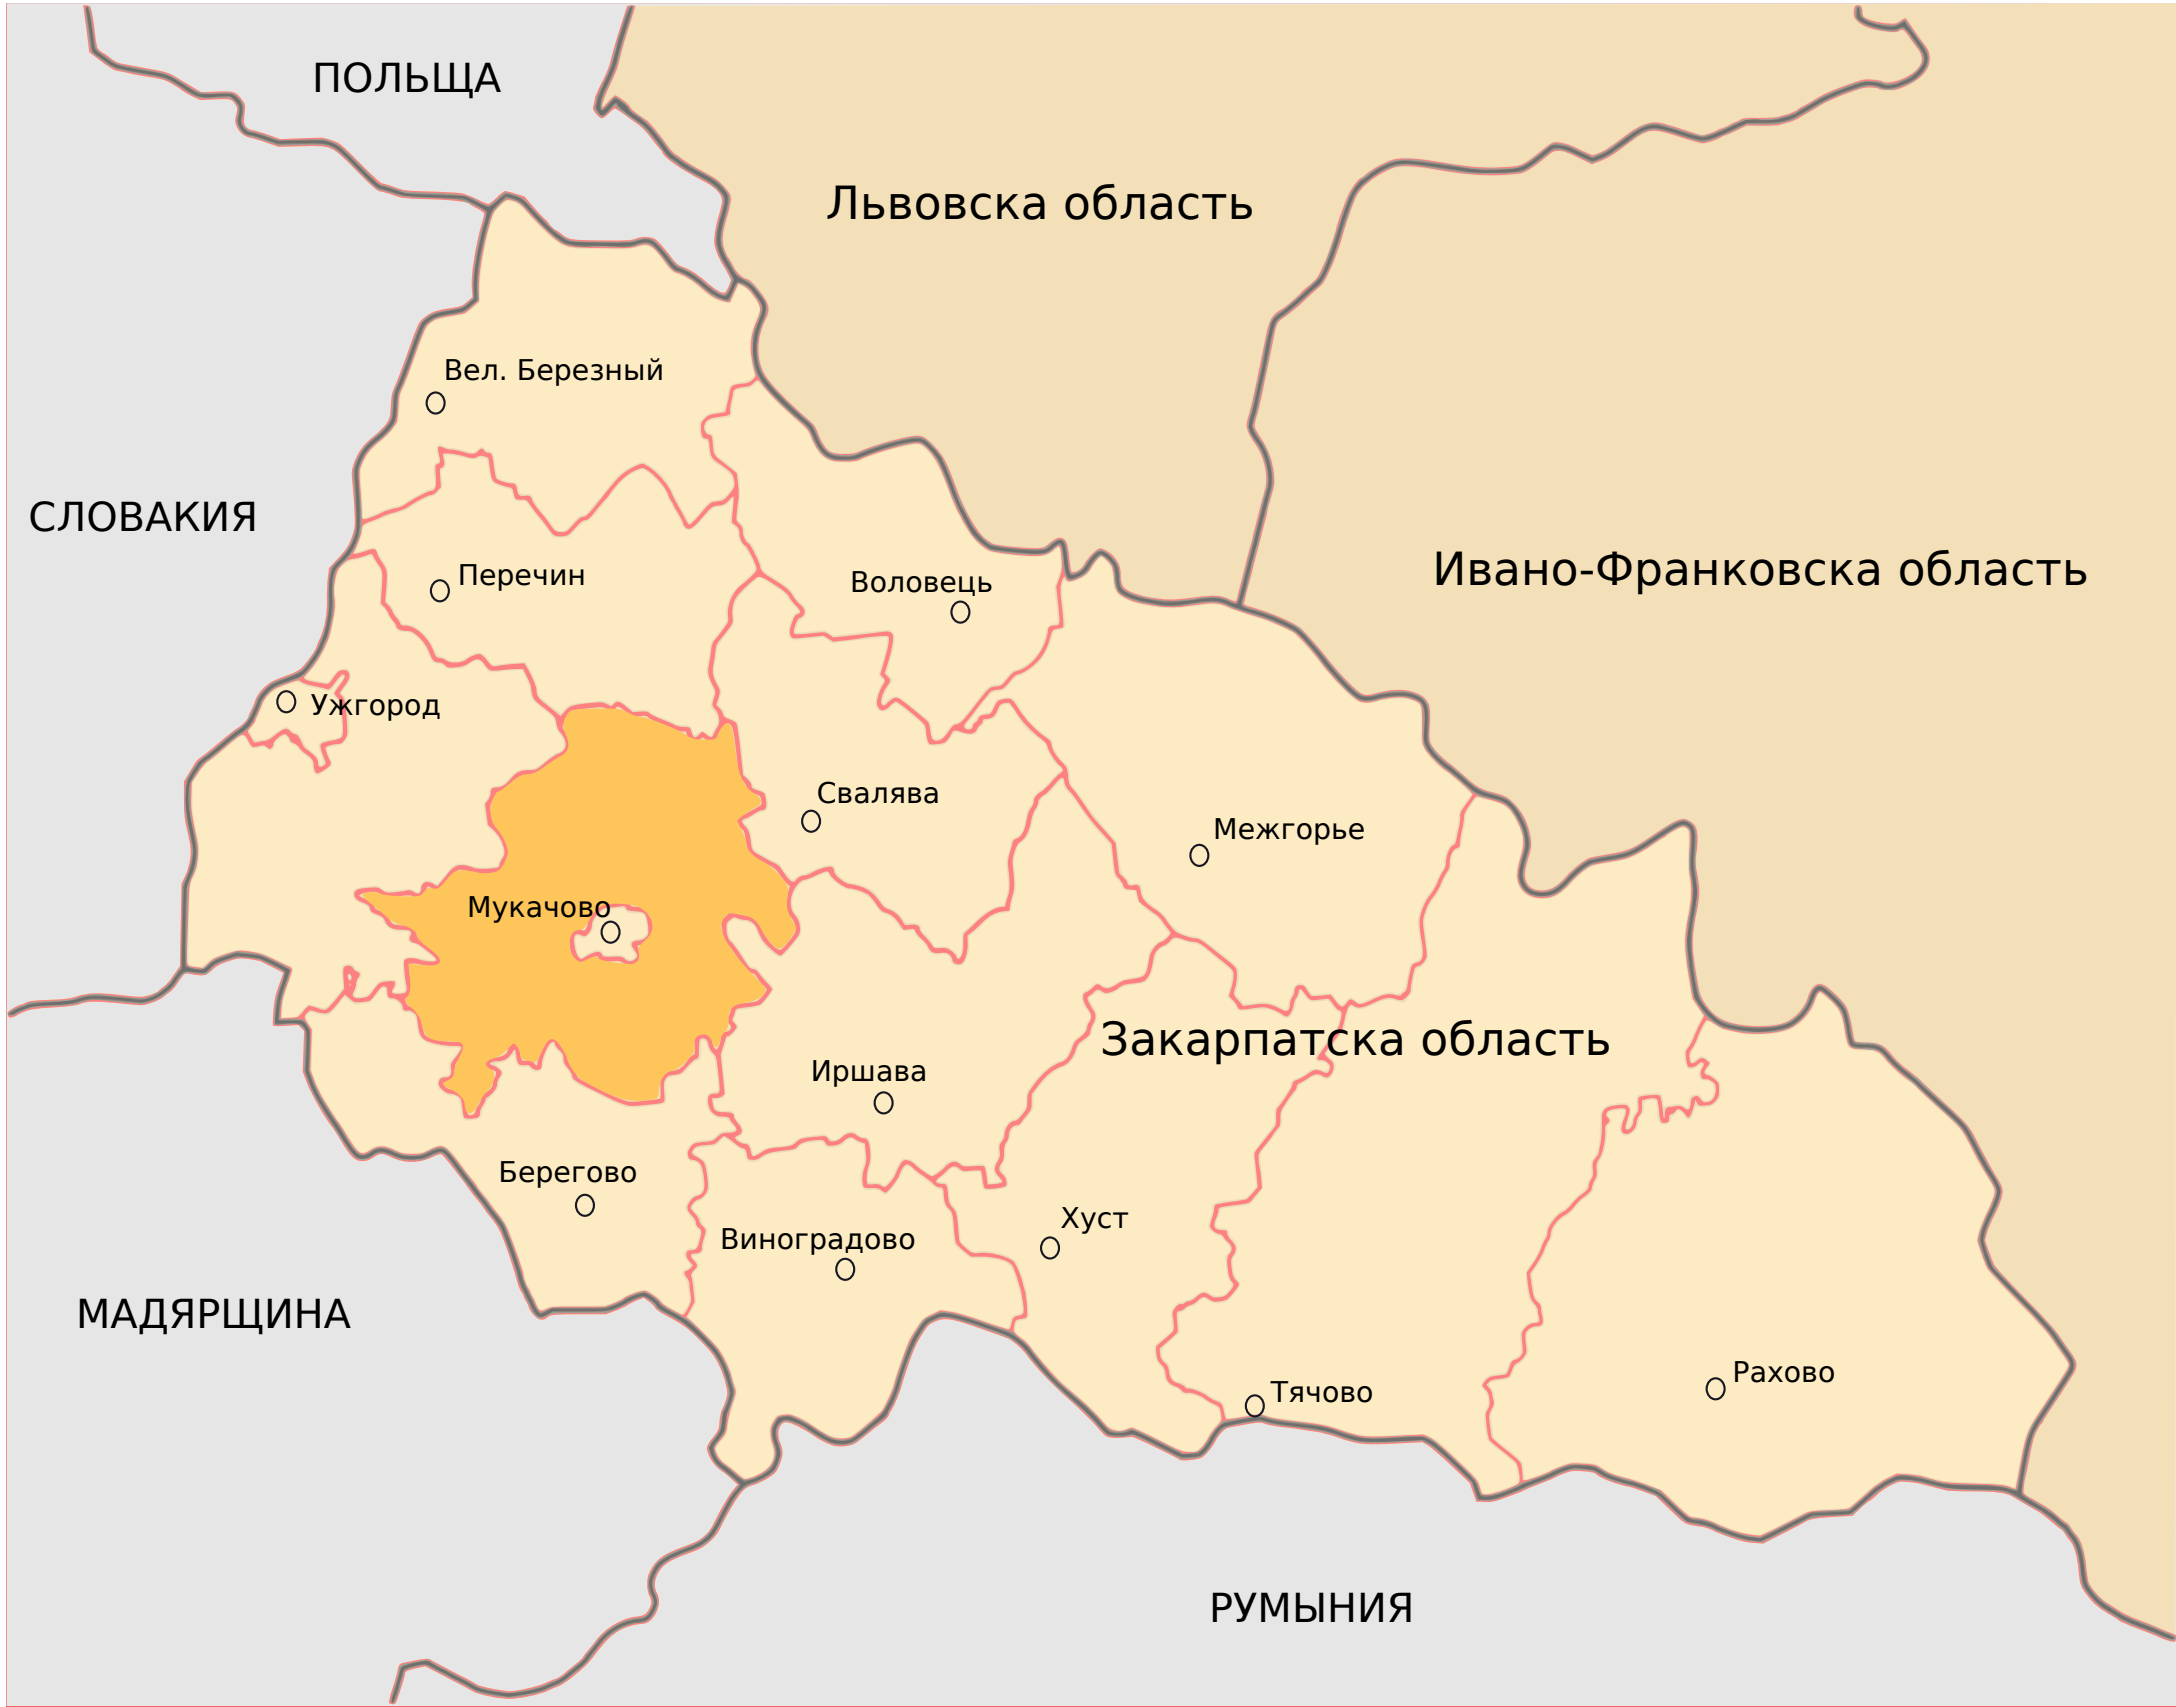 ПОЛЬЩА
Львовска область
Вел. Березный
СЛОВАКИЯ
Ивано-Франковска область
Перечин
Воловець
Ужгород
Свалява
Межгорье
Мукачово
Закарпатска область
Иршава
Берегово
Хуст
Виноградово
МАДЯРЩИНА
Рахово
Тячово
РУМЫНИЯ